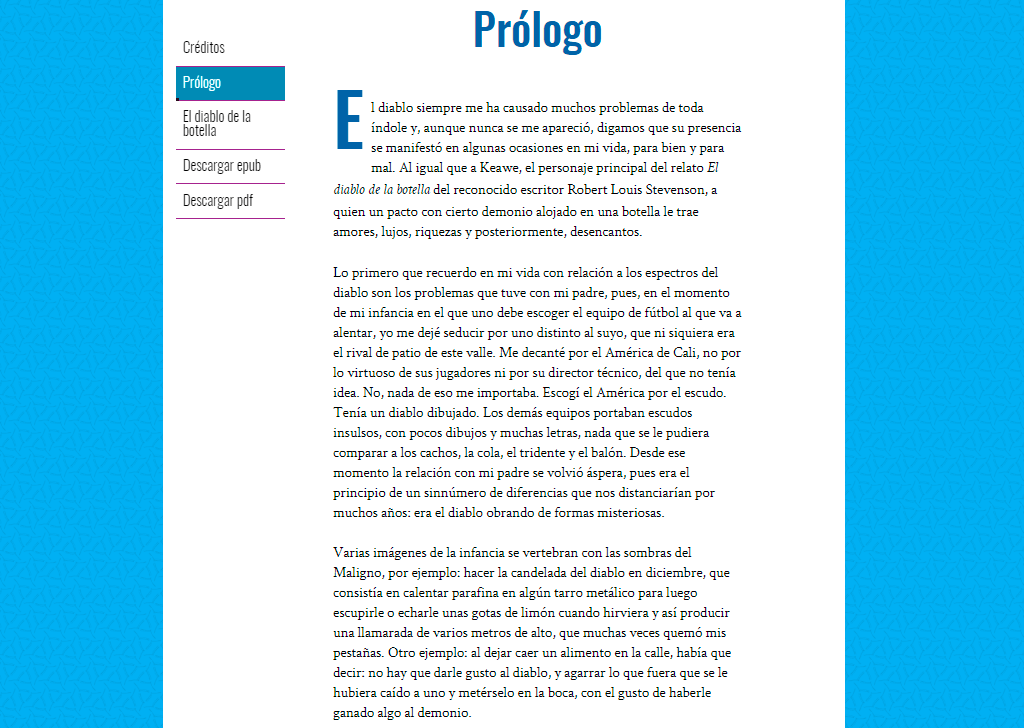 Prólogo
Créditos
Prólogo
El diablo de la
botella
Descargar epub
Descargar pdf
El diablo siempre me ha causado muchos problemas de toda
índole y, aunque nunca se me apareció, digamos que su presencia
se manifestó en algunas ocasiones en mi vida, para bien y para
mal. Al igual que a Keawe, el personaje principal del relato El
diablo de la botella del reconocido escritor Robert Louis Stevenson, a
quien un pacto con cierto demonio alojado en una botella le trae
amores, lujos, riquezas y posteriormente, desencantos.
Lo primero que recuerdo en mi vida con relación a los espectros del
diablo son los problemas que tuve con mi padre, pues, en el momento
de mi infancia en el que uno debe escoger el equipo de fútbol al que va a
alentar, yo me dejé seducir por uno distinto al suyo, que ni siquiera era
el rival de patio de este valle. Me decanté por el América de Cali, no por
lo virtuoso de sus jugadores ni por su director técnico, del que no tenía
idea. No, nada de eso me importaba. Escogí el América por el escudo.
Tenía un diablo dibujado. Los demás equipos portaban escudos
insulsos, con pocos dibujos y muchas letras, nada que se le pudiera
comparar a los cachos, la cola, el tridente y el balón. Desde ese
momento la relación con mi padre se volvió áspera, pues era el
principio de un sinnúmero de diferencias que nos distanciarían por
muchos años: era el diablo obrando de formas misteriosas.
Varias imágenes de la infancia se vertebran con las sombras del
Maligno, por ejemplo: hacer la candelada del diablo en diciembre, que
consistía en calentar parafina en algún tarro metálico para luego
escupirle o echarle unas gotas de limón cuando hirviera y así producir
una llamarada de varios metros de alto, que muchas veces quemó mis
pestañas. Otro ejemplo: al dejar caer un alimento en la calle, había que
decir: no hay que darle gusto al diablo, y agarrar lo que fuera que se le
hubiera caído a uno y metérselo en la boca, con el gusto de haberle
ganado algo al demonio.